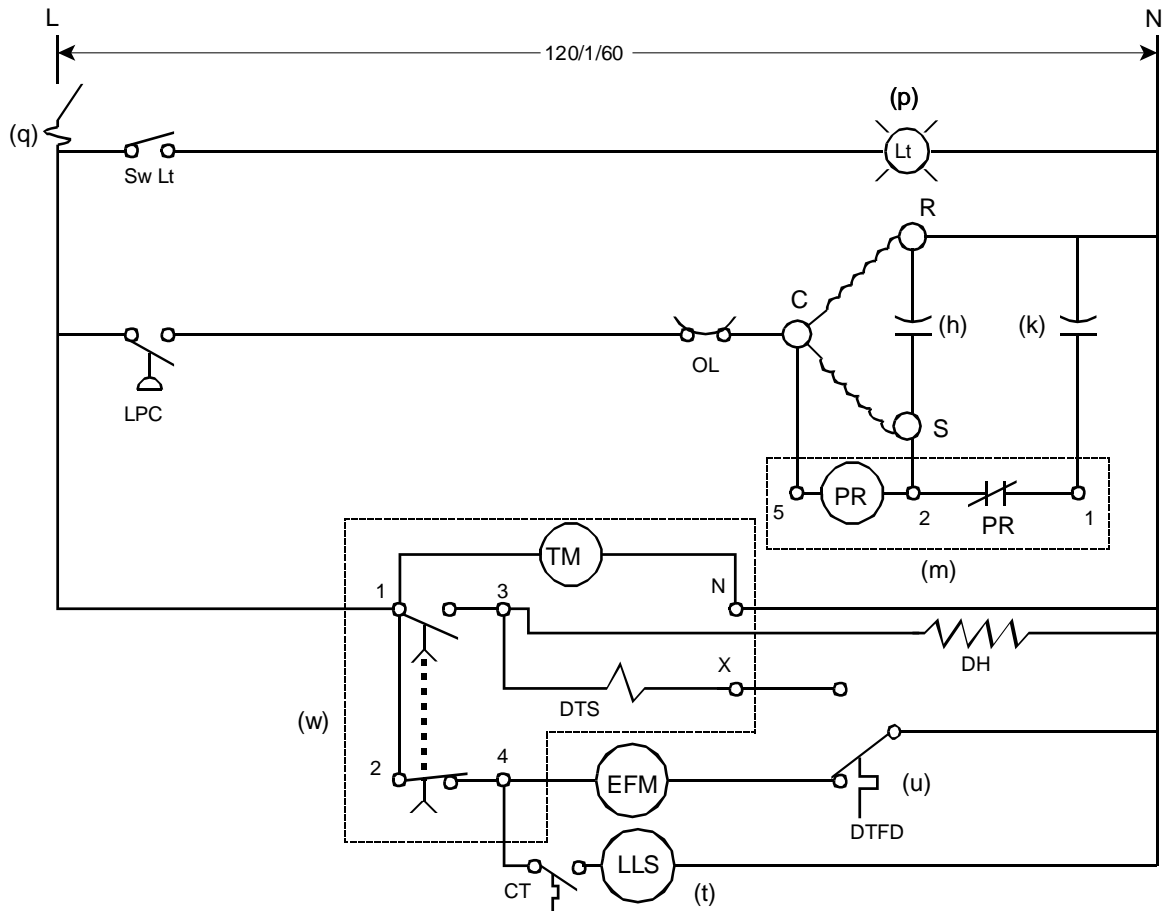 L
N
120/1/60
(p)
(q)
Lt
Sw Lt
R
C
(h)
(k)
OL
LPC
S
PR
5
2
PR
1
(m)
TM
1
3
N
DH
X
DTS
(w)
2
4
EFM
(u)
DTFD
CT
LLS
(t)